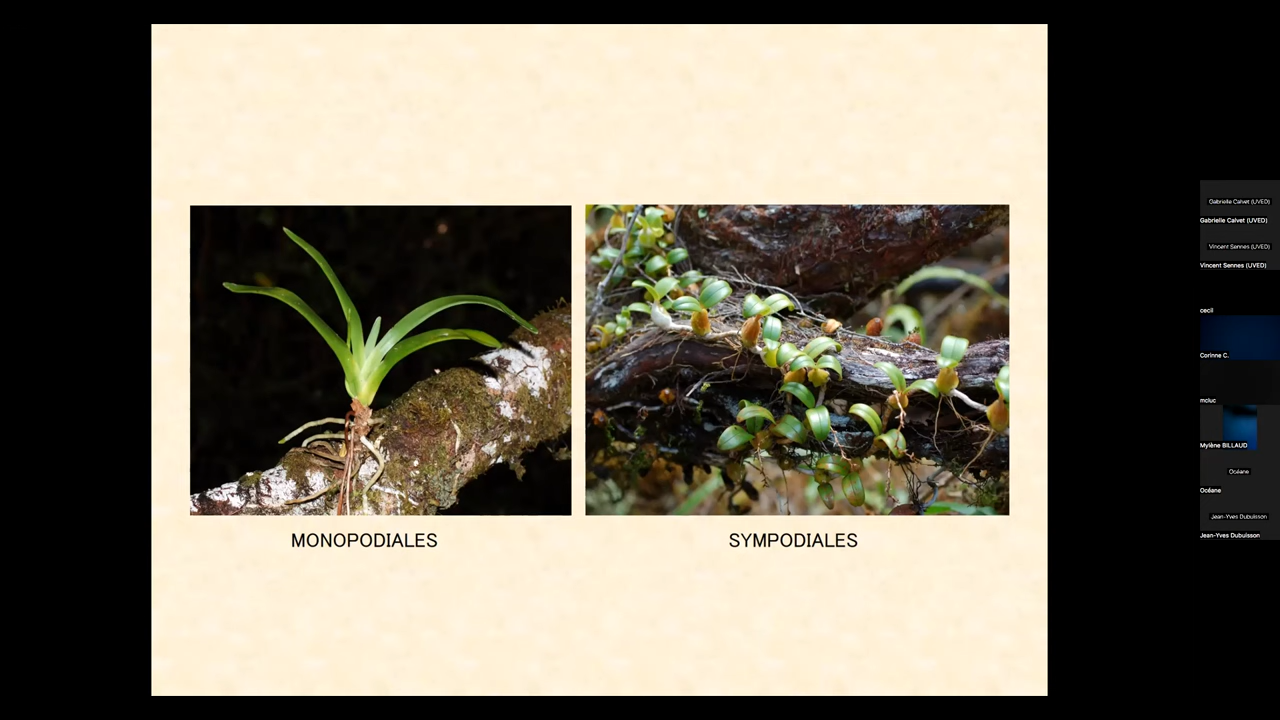 MONOPODIALES
SYMPODIALES
Gabrielle Calvet (UVED)
Gabrielle Calvet (UVED)
Vincent Sennes (UVED)
Vincent Sennes (UVED)
cecil
Corinne C.
mcluc
Mylène BILLAUD
Océane
Océane
Jean-Yves Dubuisson
Jean-Yves Dubuisson